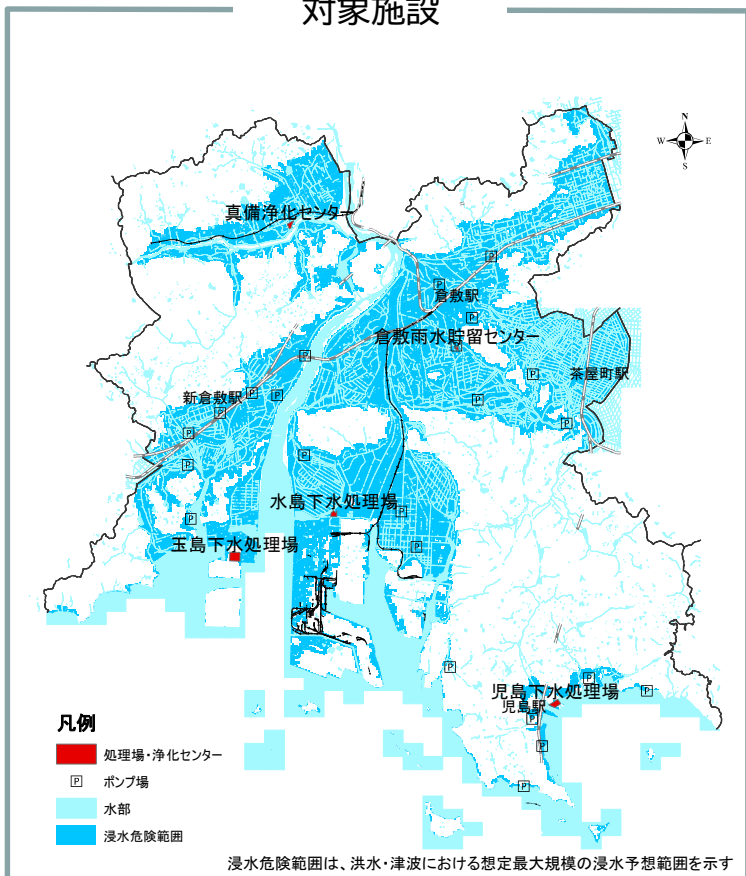 対象施設
N
W E
S
真備浄化センター
P
P
倉敷駅
P
倉敷雨水貯留センター
P
P
茶屋町駅
P
新倉敷駅
P
P
P
P
P
P
P
P
水島下水処理場
P
P
玉島下水処理場
P
P
児島下水処理場
P
児島駅
P
P
P
凡例
処理場・浄化センター
P ポンプ場
水部
浸水危険範囲
浸水危険範囲は、洪水・津波における想定最大規模の浸水予想範囲を示す